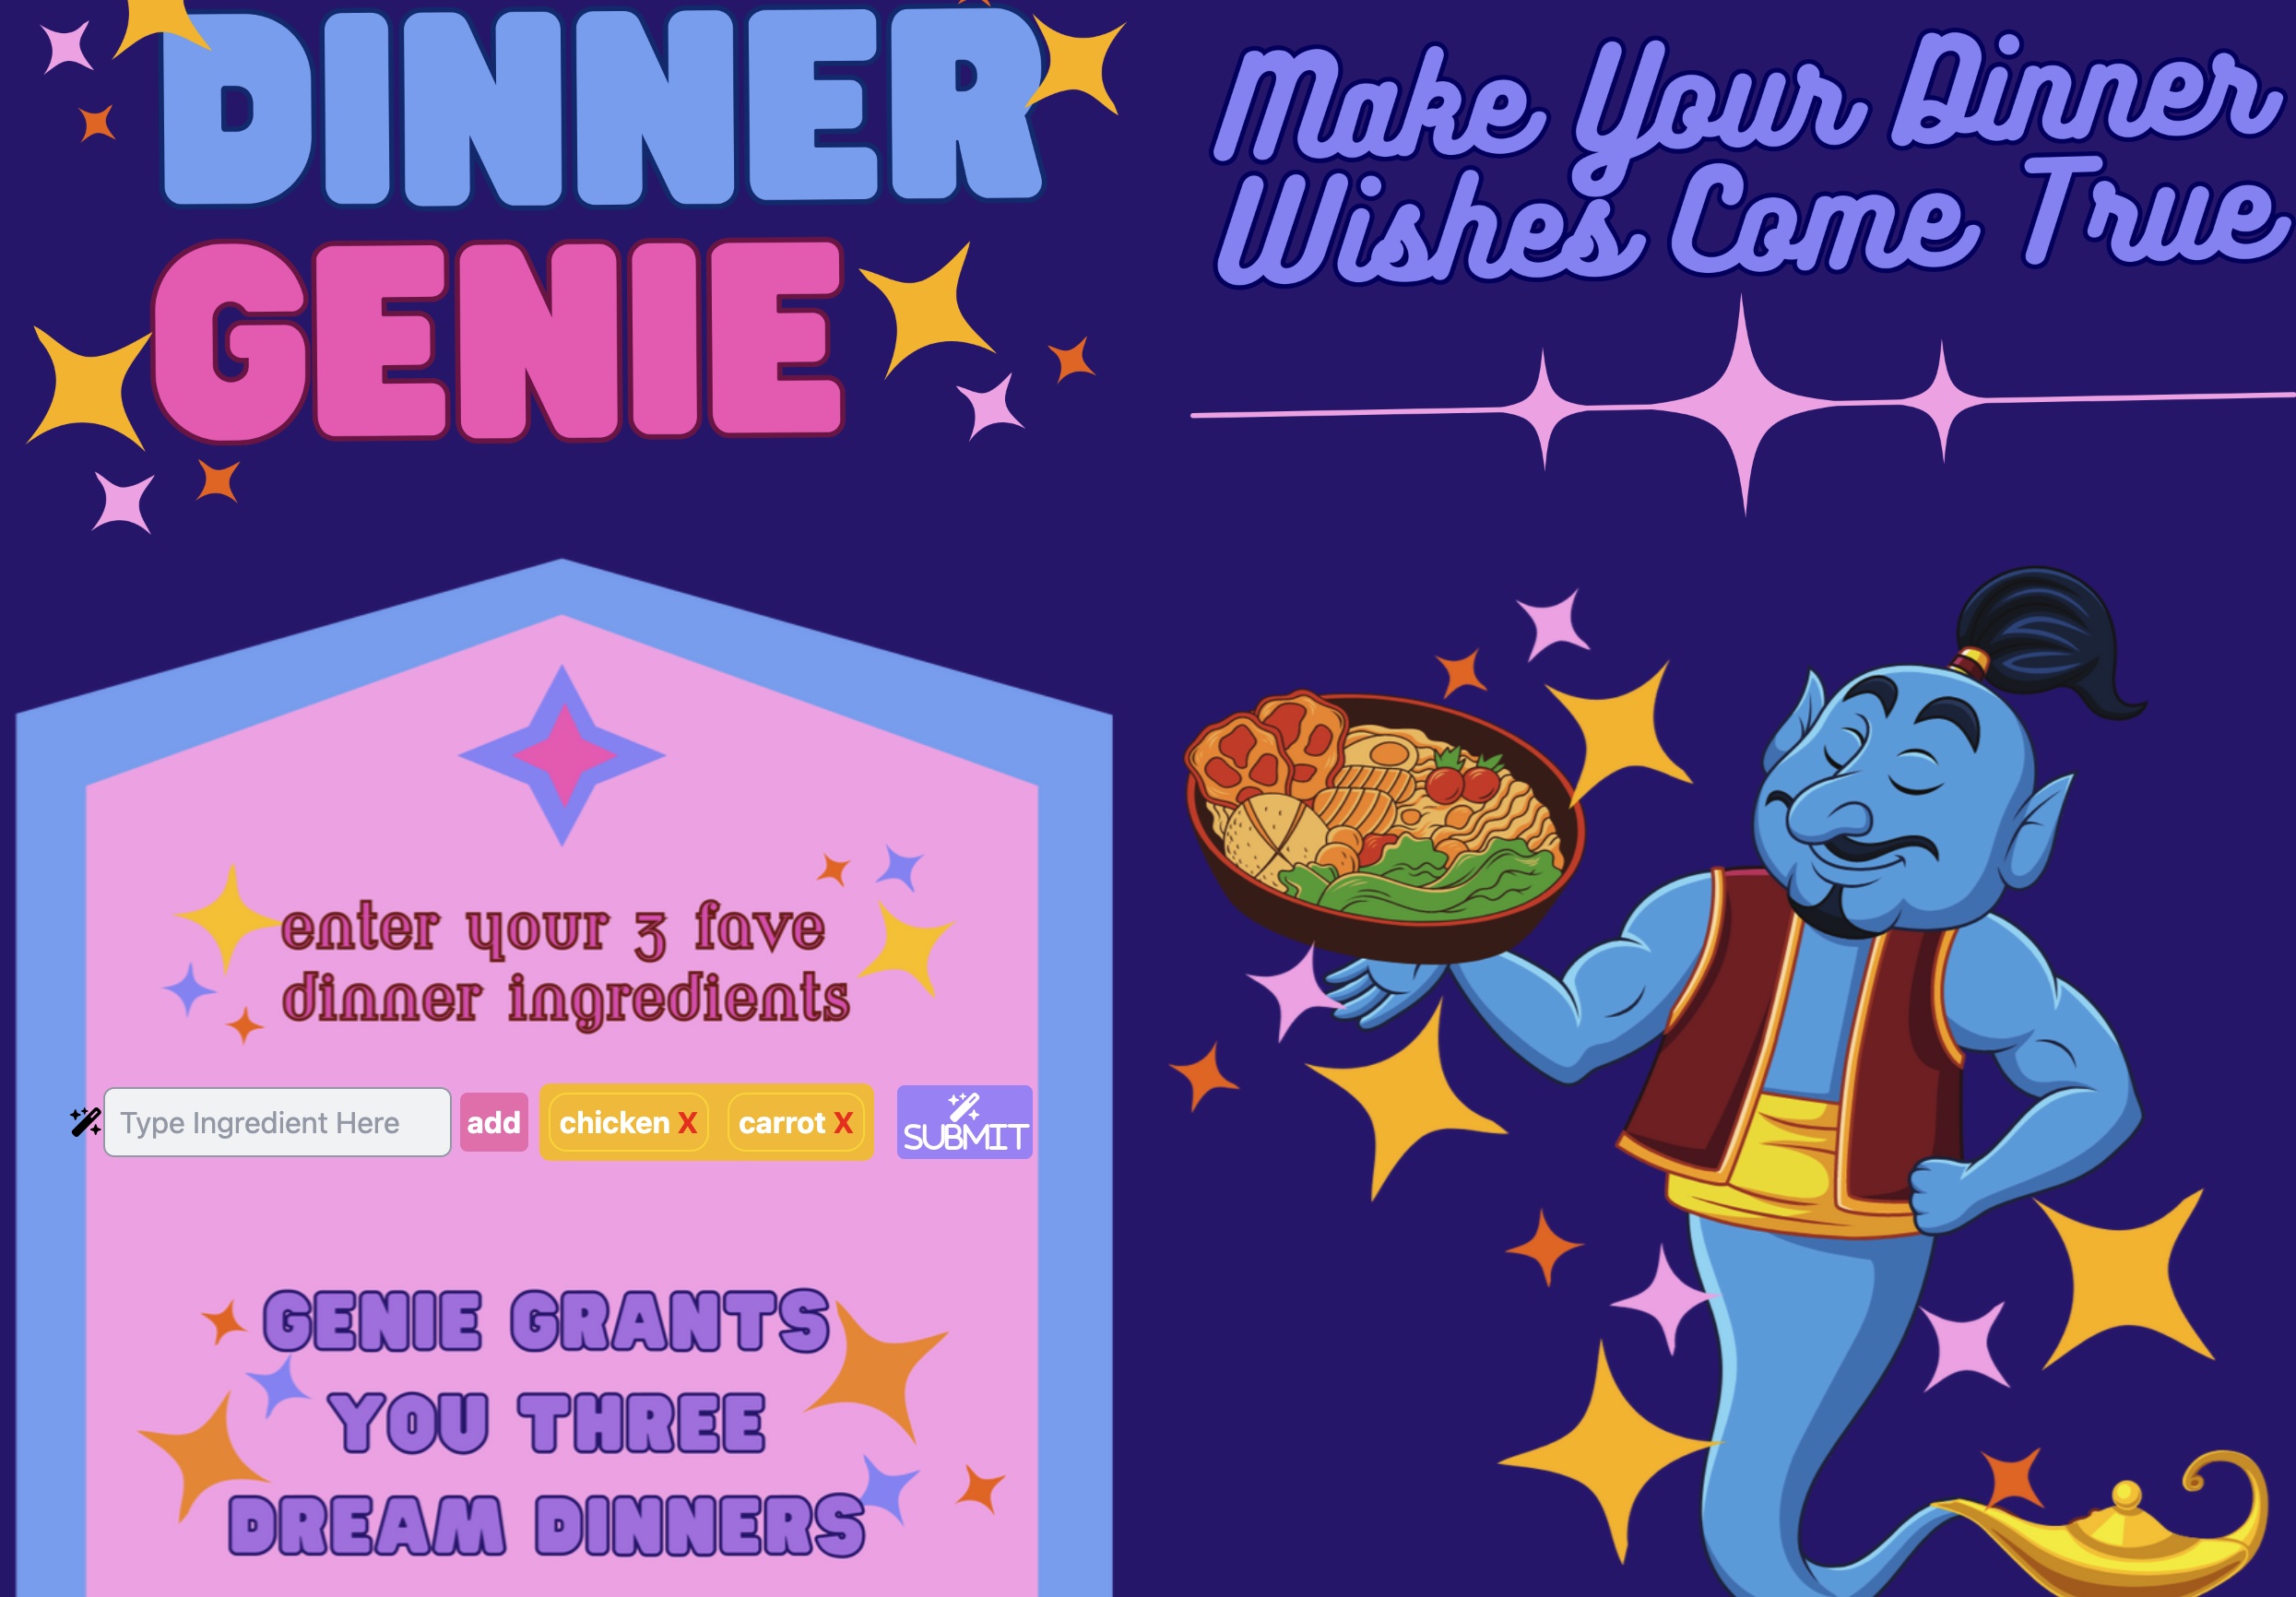 DINNER
GENIE
Make Your Dinner
Wishes Come True
enter your 3 fave
dinner ingredients
Type Ingredient Here add chicken X carrot X SUBMIT
GENIE GRANTS
YOU THREE
DREAM DINNERS